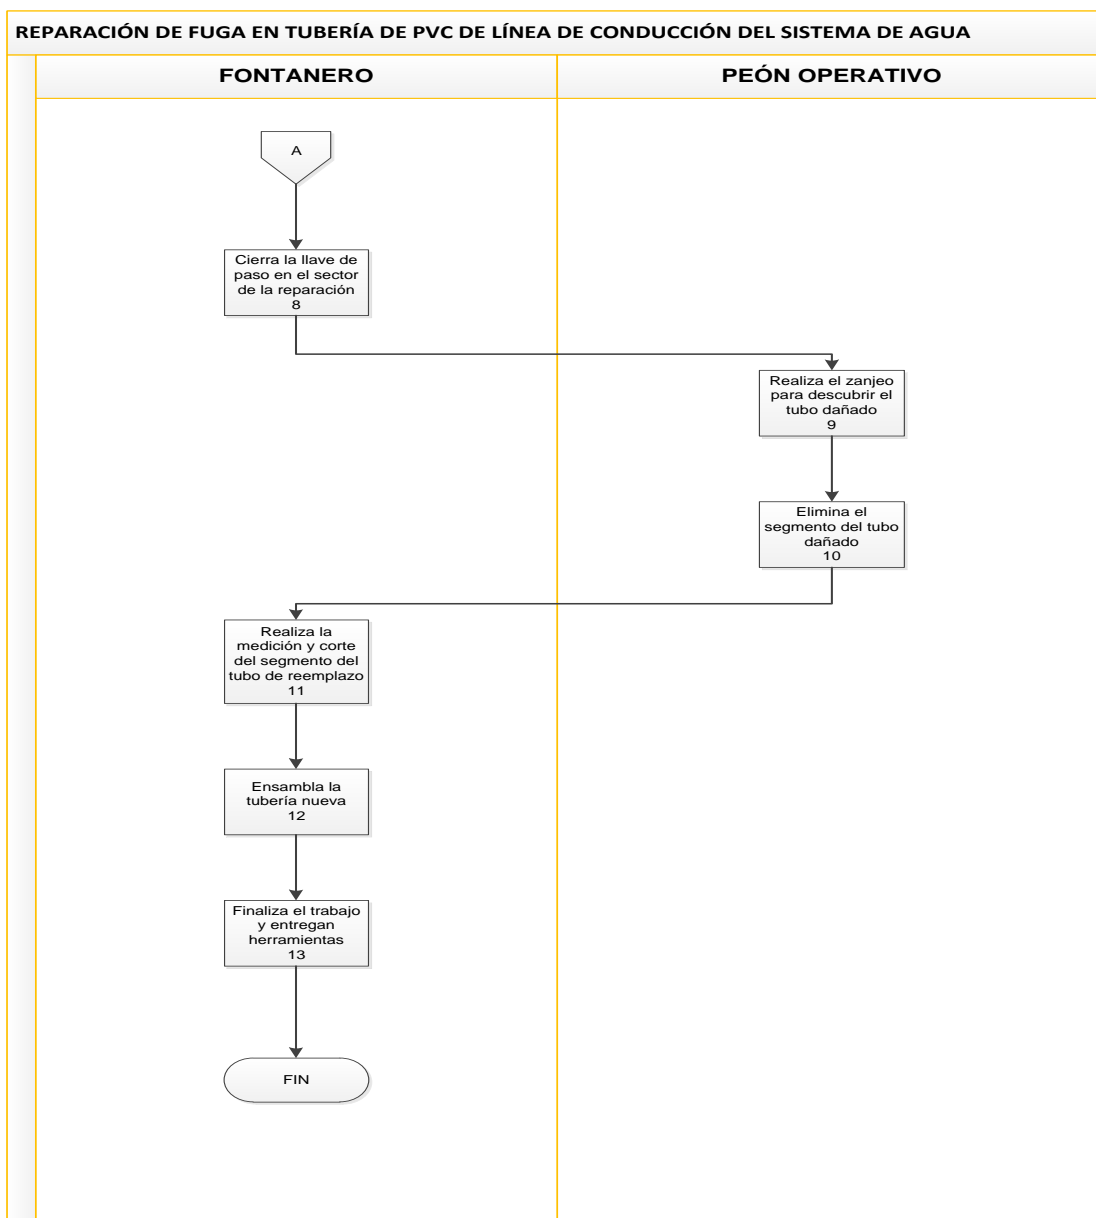 REPARACIÓN DE FUGA EN TUBERÍA DE PVC DE LÍNEA DE CONDUCCIÓN DEL SISTEMA DE AGUA
FONTANERO
PEÓN OPERATIVO
A
Cierra la llave de
paso en el sector
de la reparación
8
Realiza el zanjeo
para descubrir el
tubo dañado
9
Elimina el
segmento del tubo
dañado
10
Realiza la
medición y corte
del segmento del
tubo de reemplazo
11
Ensambla la
tubería nueva
12
Finaliza el trabajo
y entregan
herramientas
13
FIN